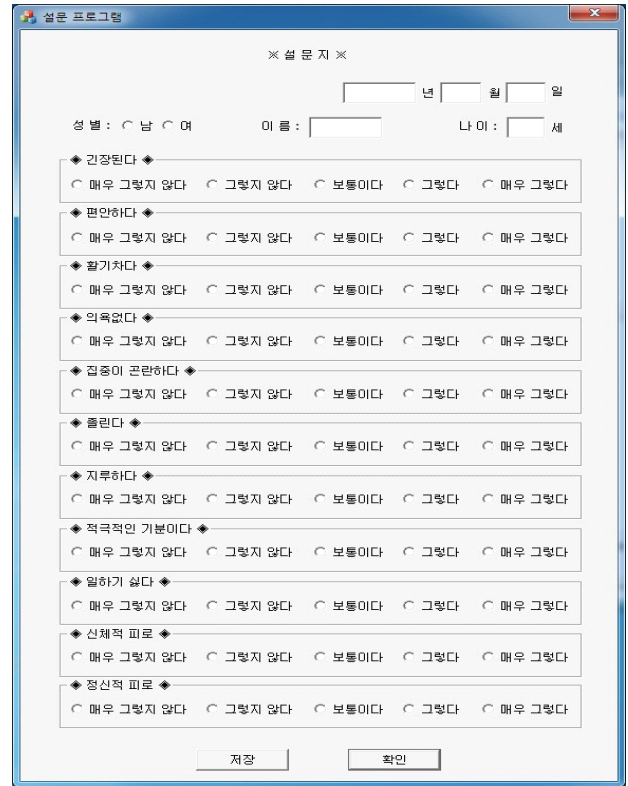 설문 프로그램
※ 설 문 지 ※
년 월 일
성 별 : 남 여 이 름 : 나 이 : 세
◈ 긴장된다 ◈
매우 그렇지 않다 그렇지 않다 보통이다 그렇다 매우 그렇다
◈ 편안하다 ◈
매우 그렇지 않다 그렇지 않다 보통이다 그렇다 매우 그렇다
◈ 활기차다 ◈
매우 그렇지 않다 그렇지 않다 보통이다 그렇다 매우 그렇다
◈ 의욕없다 ◈
매우 그렇지 않다 그렇지 않다 보통이다 그렇다 매우 그렇다
◈ 집중이 곤란하다 ◈
매우 그렇지 않다 그렇지 않다 보통이다 그렇다 매우 그렇다
◈ 졸린다 ◈
매우 그렇지 않다 그렇지 않다 보통이다 그렇다 매우 그렇다
◈ 지루하다 ◈
매우 그렇지 않다 그렇지 않다 보통이다 그렇다 매우 그렇다
◈ 적극적인 기분이다 ◈
매우 그렇지 않다 그렇지 않다 보통이다 그렇다 매우 그렇다
◈ 일하기 싫다 ◈
매우 그렇지 않다 그렇지 않다 보통이다 그렇다 매우 그렇다
◈ 신체적 피로 ◈
매우 그렇지 않다 그렇지 않다 보통이다 그렇다 매우 그렇다
◈ 정신적 피로 ◈
매우 그렇지 않다 그렇지 않다 보통이다 그렇다 매우 그렇다
저장 확인